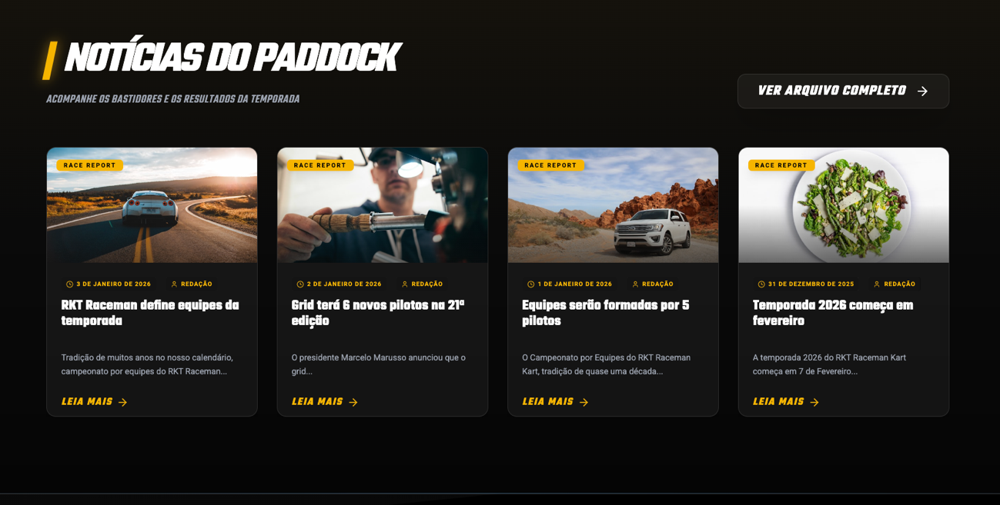 NOTÍCIAS DO PADDOCK
ACOMPANHE OS BASTIDORES E OS RESULTADOS DA TEMPORADA
VER ARQUIVO COMPLETO
RACE REPORT
3 DE JANEIRO DE 2026
REDAÇÃO
RKT Raceman define equipes da
temporada
Tradição de muitos anos no nosso calendário,
campeonato por equipes do RKT Raceman...
LEIA MAIS
RACE REPORT
2 DE JANEIRO DE 2026
REDAÇÃO
Grid terá 6 novos pilotos na 21ª
edição
O presidente Marcelo Marusso anunciou que o
grid...
LEIA MAIS
RACE REPORT
1 DE JANEIRO DE 2026
REDAÇÃO
Equipes serão formadas por 5
pilotos
O Campeonato por Equipes do RKT Raceman
Kart, tradição de quase uma década...
LEIA MAIS
RACE REPORT
31 DE DEZEMBRO DE 2025
REDAÇÃO
Temporada 2026 começa em
fevereiro
A temporada 2026 do RKT Raceman Kart
começa em 7 de Fevereiro...
LEIA MAIS